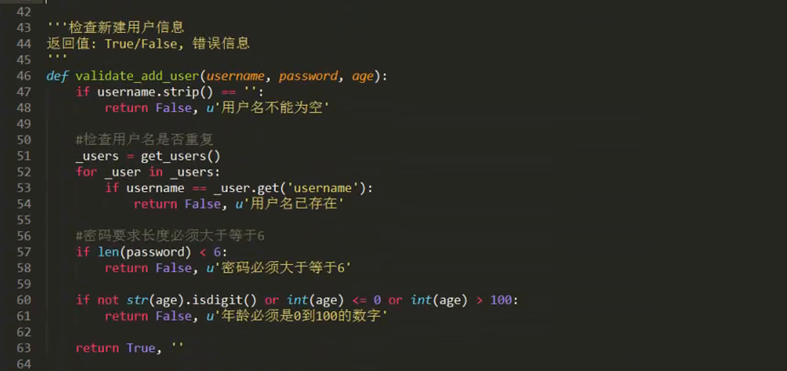 42
43 '''检查新建用户信息
44 返回值: True/False, 错误信息
45 '''
46 def validate_add_user(username, password, age):
47     if username.strip() == '':
48         return False, u'用户名不能为空'
49
50     #检查用户名是否重复
51     _users = get_users()
52     for _user in _users:
53         if username == _user.get('username'):
54             return False, u'用户名已存在'
55
56     #密码要求长度必须大于等于6
57     if len(password) < 6:
58         return False, u'密码必须大于等于6'
59
60     if not str(age).isdigit() or int(age) <= 0 or int(age) > 100:
61         return False, u'年龄必须是0到100的数字'
62
63     return True, ''
64